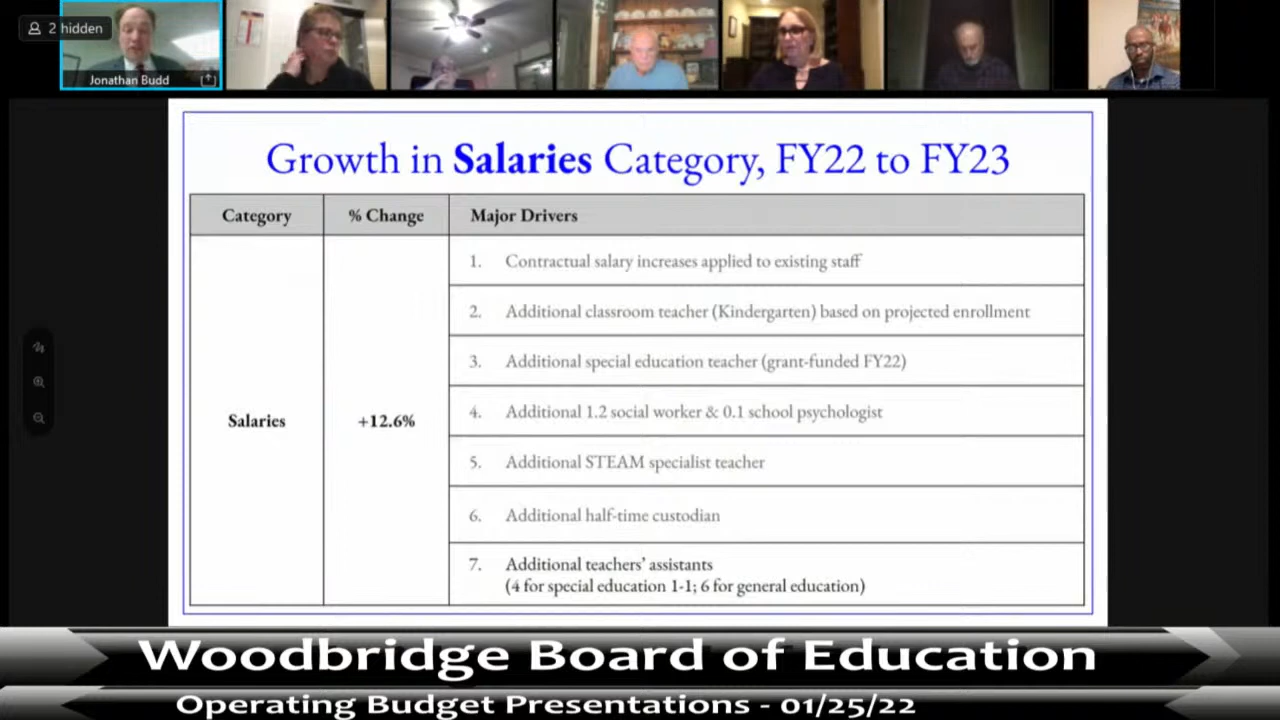 2 hidden
Jonathan Budd
Growth in Salaries Category, FY22 to FY23
Category % Change Major Drivers
1. Contractual salary increases applied to existing staff
2. Additional classroom teacher (Kindergarten) based on projected enrollment
3. Additional special education teacher (grant-funded FY22)
4. Additional 1.2 social worker & 0.1 school psychologist
Salaries +12.6%
5. Additional STEAM specialist teacher
6. Additional half-time custodian
7. Additional teachers' assistants
(4 for special education 1-1; 6 for general education)
Woodbridge Board of Education
Operating Budget Presentations - 01/25/22